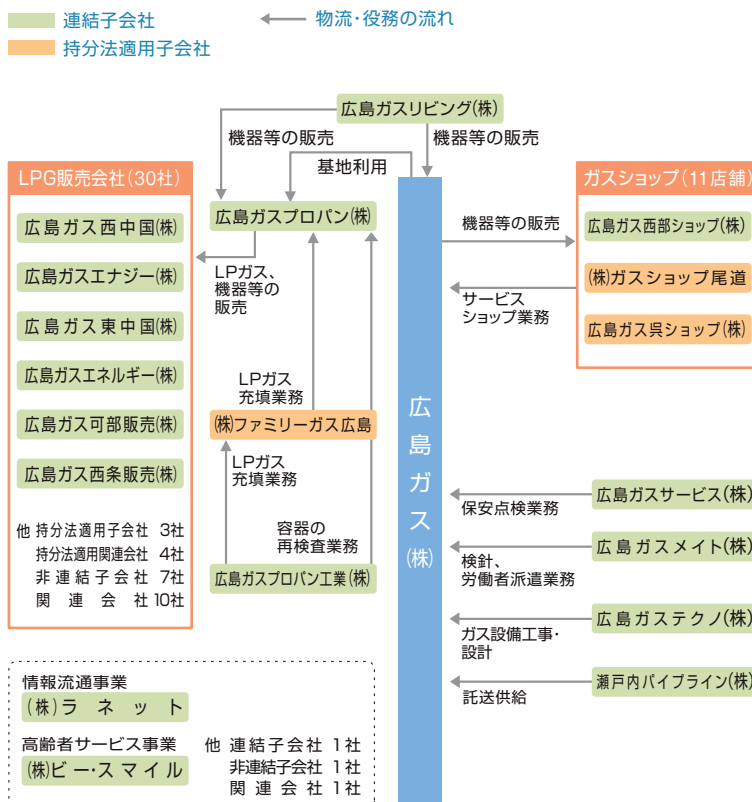 連結子会社
物流・役務の流れ
持分法適用子会社
広島ガスリビング(株)
機器等の販売
機器等の販売
基地利用
LPG販売会社(30社)
広島ガス西中国(株)
広島ガスエナジー(株)
広島ガス東中国(株)
広島ガスエネルギー(株)
広島ガス可部販売(株)
広島ガス西条販売(株)
他 持分法適用子会社 3社
持分法適用関連会社 4社
非連結子会社 7社
関連会社 10社
広島ガスプロパン(株)
LPガス、
機器等の
販売
LPガス
充填業務
(株)ファミリーガス広島
LPガス
充填業務
容器の
再検査業務
広島ガスプロパン工業(株)
広島ガス(株)
ガスショップ(11店舗)
機器等の販売
広島ガス西部ショップ(株)
(株)ガスショップ尾道
広島ガス呉ショップ(株)
サービス
ショップ業務
広島ガスサービス(株)
保安点検業務
広島ガスメイト(株)
検針、
労働者派遣業務
広島ガステクノ(株)
ガス設備工事・
設計
瀬戸内パイプライン(株)
託送供給
情報流通事業
(株)ラネット
高齢者サービス事業
(株)ビー・スマイル
他 連結子会社 1社
非連結子会社 1社
関連会社 1社